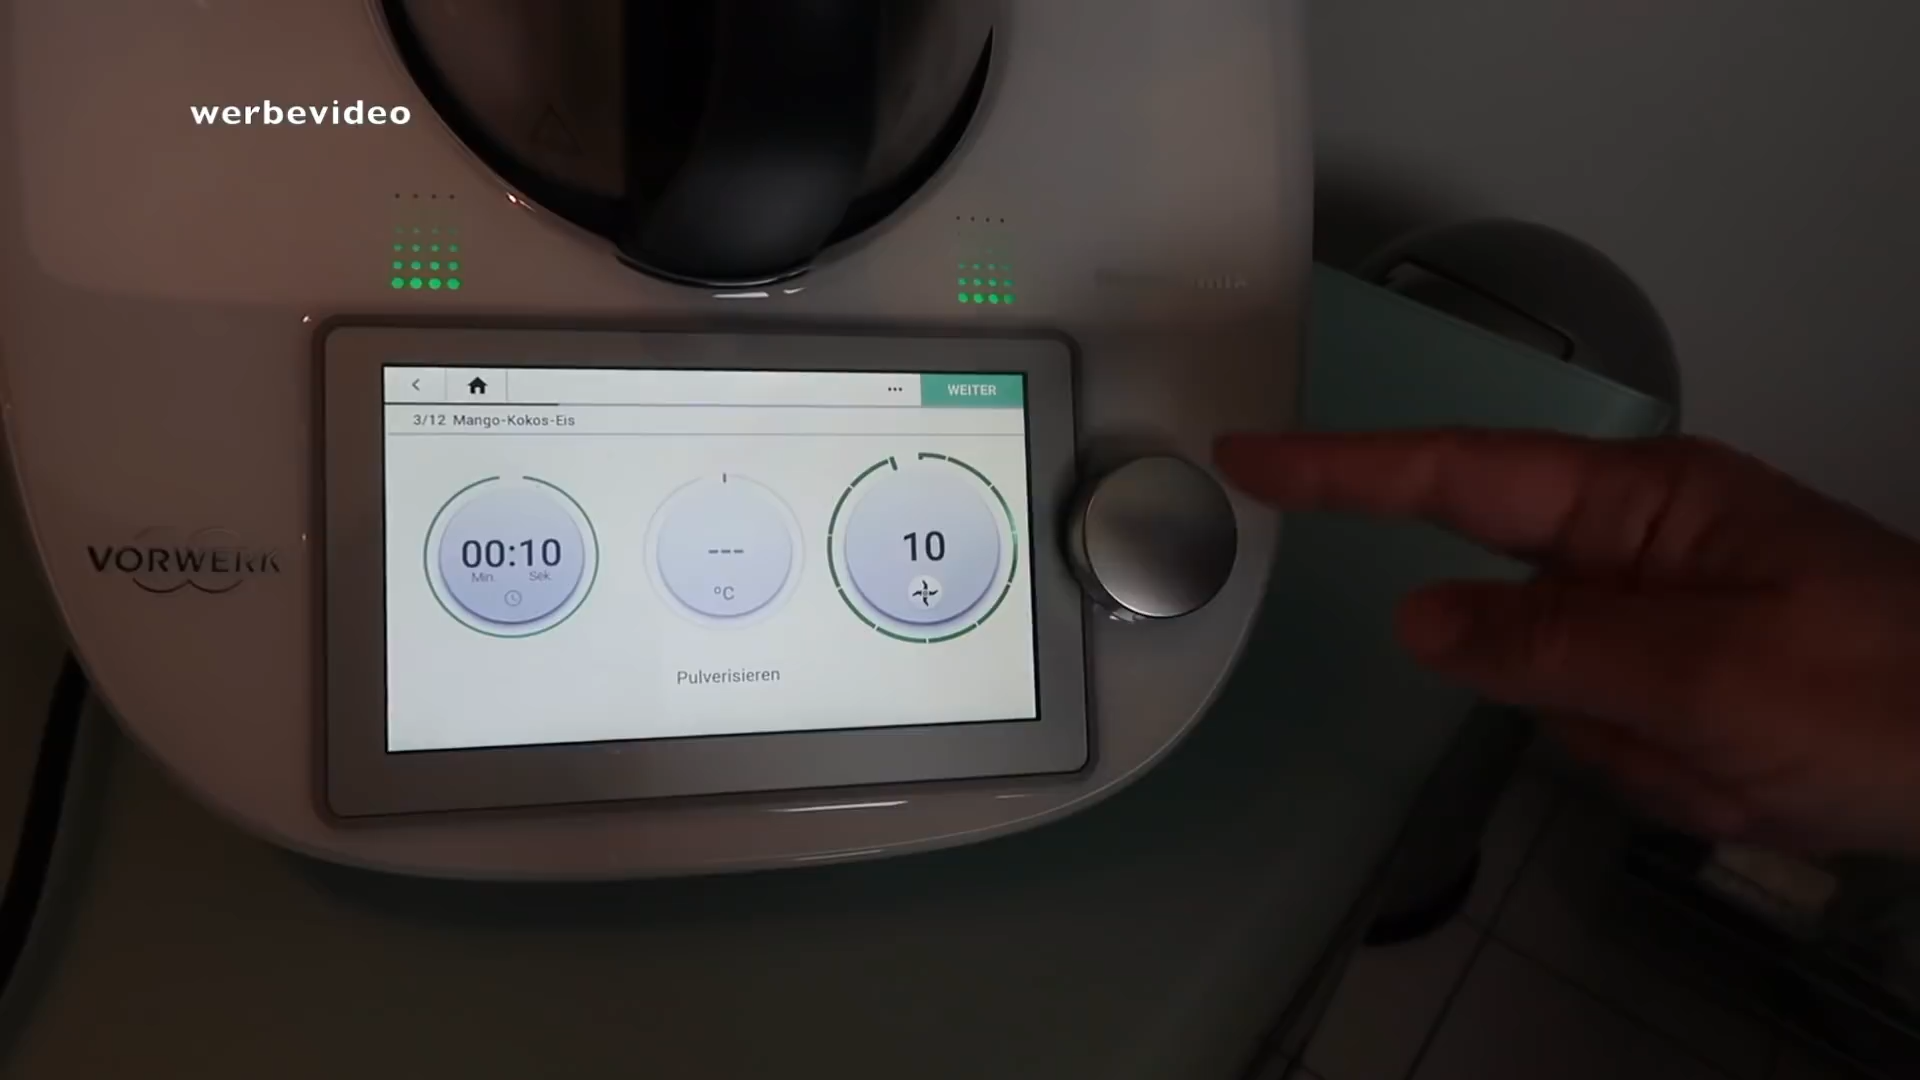 werbevideo
WEITER
3/12 Mango-Kokos-Eis
VORWERK
00:10
Min. Sek.
---
°C
10
Pulverisieren